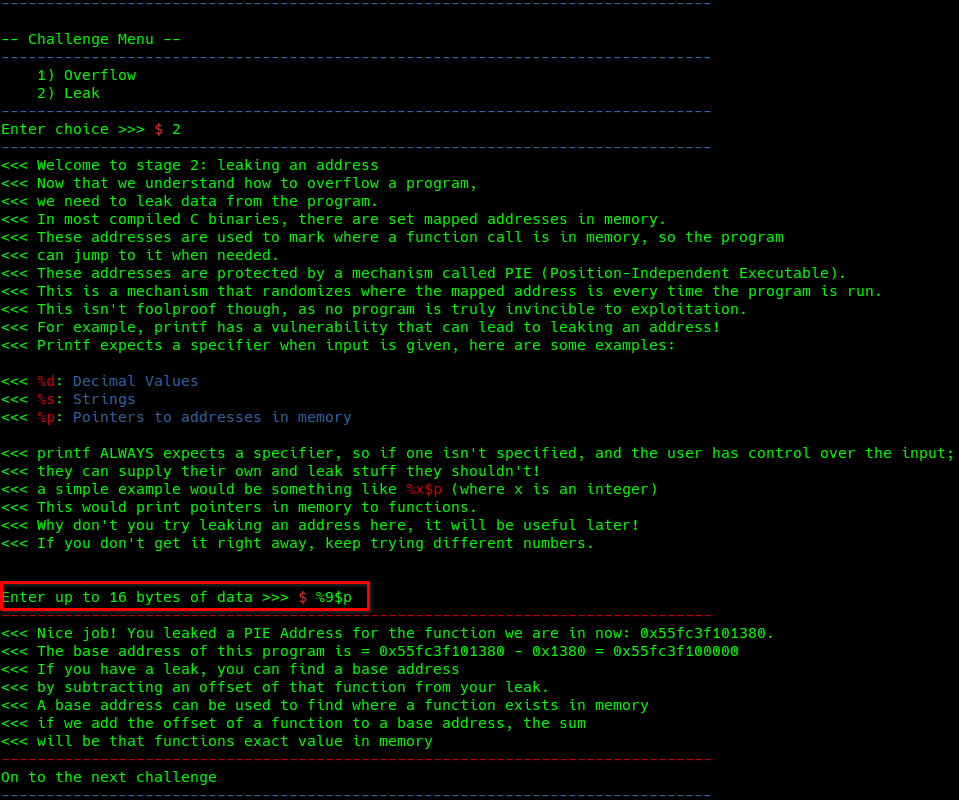 -------------------------------------------------------------------------------
-- Challenge Menu --
-------------------------------------------------------------------------------
    1) Overflow
    2) Leak
-------------------------------------------------------------------------------
Enter choice >>> $ 2
-------------------------------------------------------------------------------
<<< Welcome to stage 2: leaking an address
<<< Now that we understand how to overflow a program,
<<< we need to leak data from the program.
<<< In most compiled C binaries, there are set mapped addresses in memory.
<<< These addresses are used to mark where a function call is in memory, so the program
<<< can jump to it when needed.
<<< These addresses are protected by a mechanism called PIE (Position-Independent Executable).
<<< This is a mechanism that randomizes where the mapped address is every time the program is run.
<<< This isn't foolproof though, as no program is truly invincible to exploitation.
<<< For example, printf has a vulnerability that can lead to leaking an address!
<<< Printf expects a specifier when input is given, here are some examples:
<<< %d: Decimal Values
<<< %s: Strings
<<< %p: Pointers to addresses in memory
<<< printf ALWAYS expects a specifier, so if one isn't specified, and the user has control over the input;
<<< they can supply their own and leak stuff they shouldn't!
<<< a simple example would be something like %x$p (where x is an integer)
<<< This would print pointers in memory to functions.
<<< Why don't you try leaking an address here, it will be useful later!
<<< If you don't get it right away, keep trying different numbers.
Enter up to 16 bytes of data >>> $ %9$p
-------------------------------------------------------------------------------
<<< Nice job! You leaked a PIE Address for the function we are in now: 0x55fc3f101380.
<<< The base address of this program is = 0x55fc3f101380 - 0x1380 = 0x55fc3f100000
<<< If you have a leak, you can find a base address
<<< by subtracting an offset of that function from your leak.
<<< A base address can be used to find where a function exists in memory
<<< if we add the offset of a function to a base address, the sum
<<< will be that functions exact value in memory
-------------------------------------------------------------------------------
On to the next challenge
-------------------------------------------------------------------------------